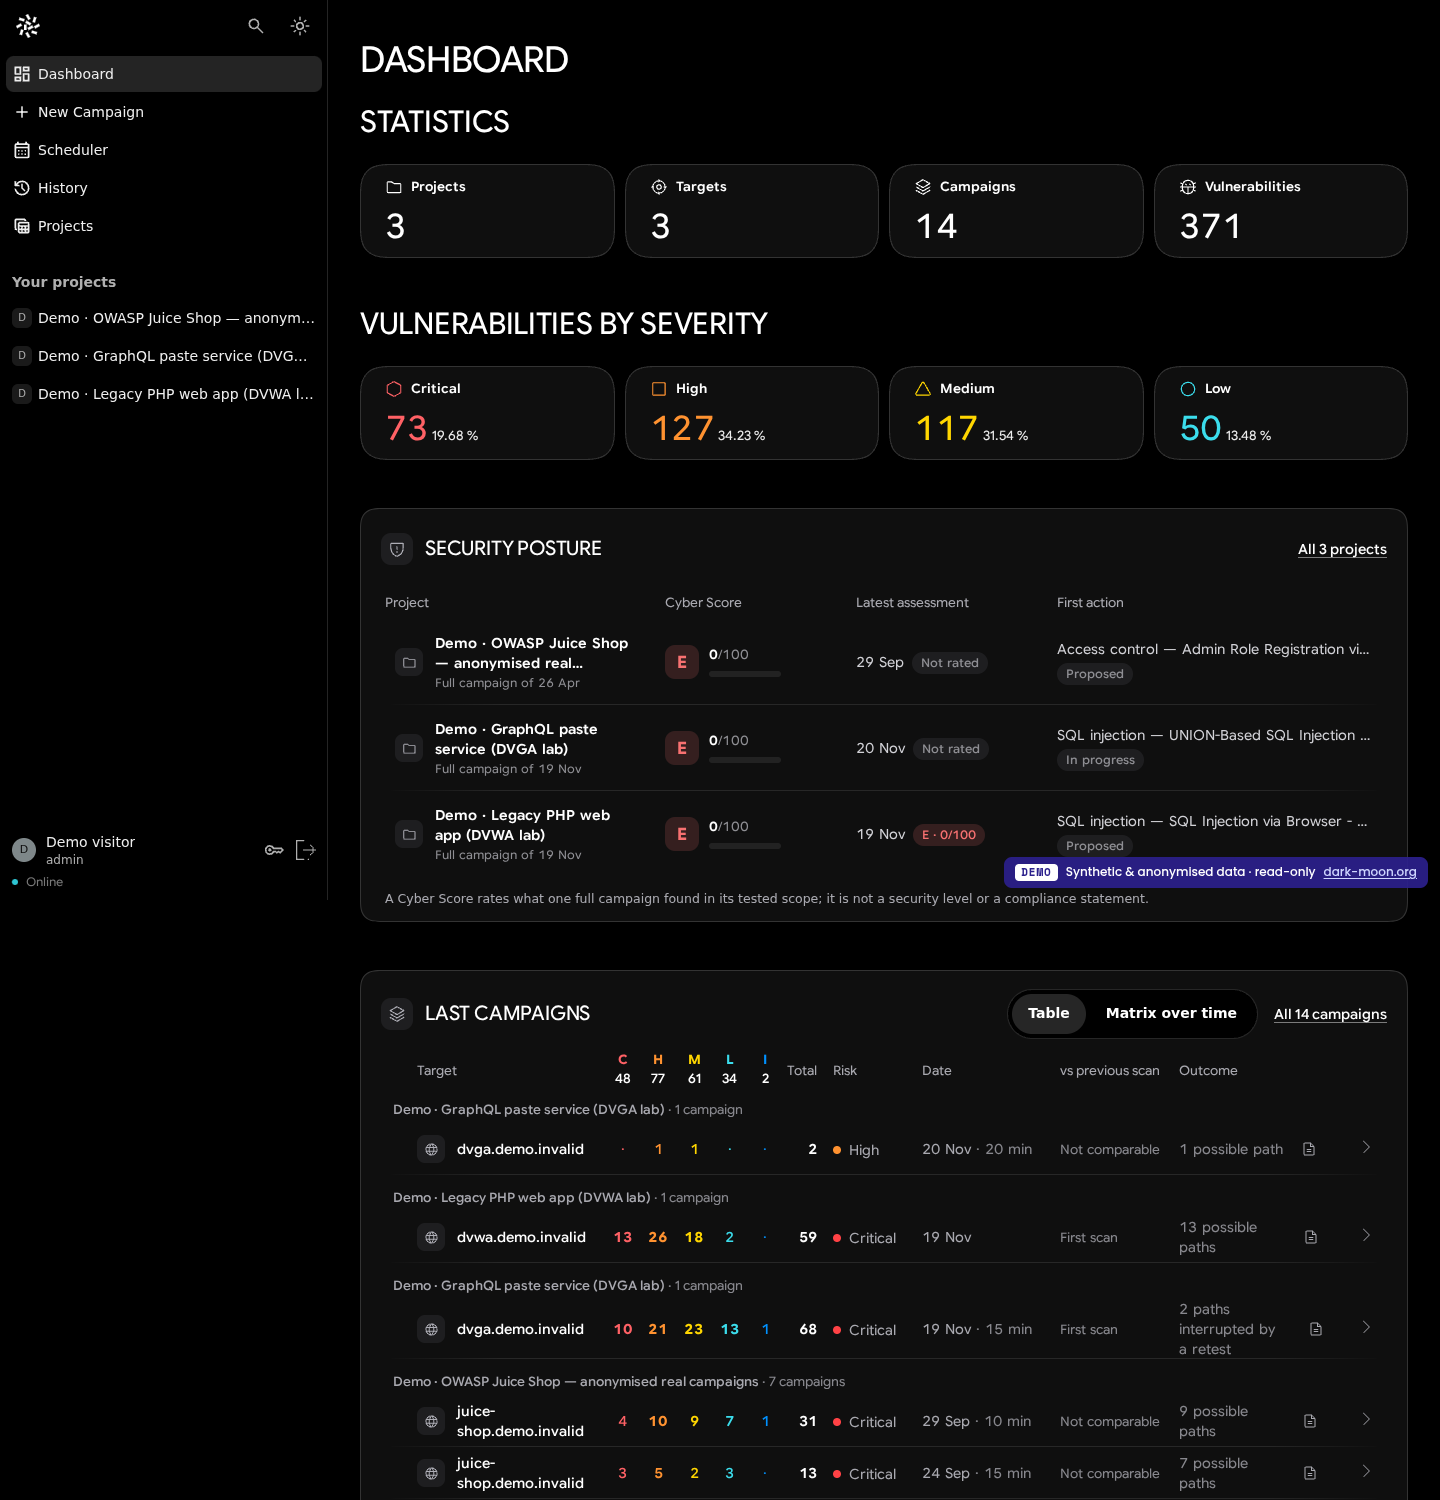 Dashboard
New Campaign
Scheduler
History
Projects
Your projects
D Demo · OWASP Juice Shop — anonym…
D Demo · GraphQL paste service (DVG…
D Demo · Legacy PHP web app (DVWA l…
D Demo visitor
admin
Online
DASHBOARD
STATISTICS
Projects
3
Targets
3
Campaigns
14
Vulnerabilities
371
VULNERABILITIES BY SEVERITY
Critical
73 19.68 %
High
127 34.23 %
Medium
117 31.54 %
Low
50 13.48 %
SECURITY POSTURE
All 3 projects
Project Cyber Score Latest assessment First action
Demo · OWASP Juice Shop
— anonymised real…
Full campaign of 26 Apr
E 0/100
29 Sep Not rated
Access control — Admin Role Registration vi…
Proposed
Demo · GraphQL paste
service (DVGA lab)
Full campaign of 19 Nov
E 0/100
20 Nov Not rated
SQL injection — UNION-Based SQL Injection …
In progress
Demo · Legacy PHP web
app (DVWA lab)
Full campaign of 19 Nov
E 0/100
19 Nov E · 0/100
SQL injection — SQL Injection via Browser - …
Proposed
DEMO Synthetic & anonymised data · read-only dark-moon.org
A Cyber Score rates what one full campaign found in its tested scope; it is not a security level or a compliance statement.
LAST CAMPAIGNS
Table Matrix over time
All 14 campaigns
Target C H M L I Total Risk Date vs previous scan Outcome
48 77 61 34 2
Demo · GraphQL paste service (DVGA lab) · 1 campaign
dvga.demo.invalid · 1 1 · · 2 High 20 Nov · 20 min Not comparable 1 possible path
Demo · Legacy PHP web app (DVWA lab) · 1 campaign
dvwa.demo.invalid 13 26 18 2 · 59 Critical 19 Nov First scan 13 possible
paths
Demo · GraphQL paste service (DVGA lab) · 1 campaign
dvga.demo.invalid 10 21 23 13 1 68 Critical 19 Nov · 15 min First scan 2 paths
interrupted by
a retest
Demo · OWASP Juice Shop — anonymised real campaigns · 7 campaigns
juice-
shop.demo.invalid 4 10 9 7 1 31 Critical 29 Sep · 10 min Not comparable 9 possible
paths
juice-
shop.demo.invalid 3 5 2 3 · 13 Critical 24 Sep · 15 min Not comparable 7 possible
paths